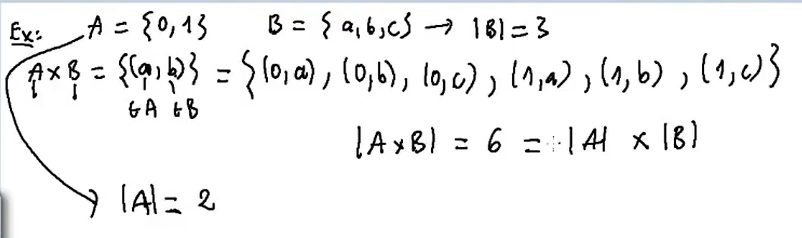 Ex: A = {0,1} B = {a,b,c} → |B| = 3
A×B = {(a,b)} = {(0,a), (0,b), (0,c), (1,a), (1,b), (1,c)}
∈A ∈B
|A×B| = 6 = |A| × |B|
→ |A| = 2